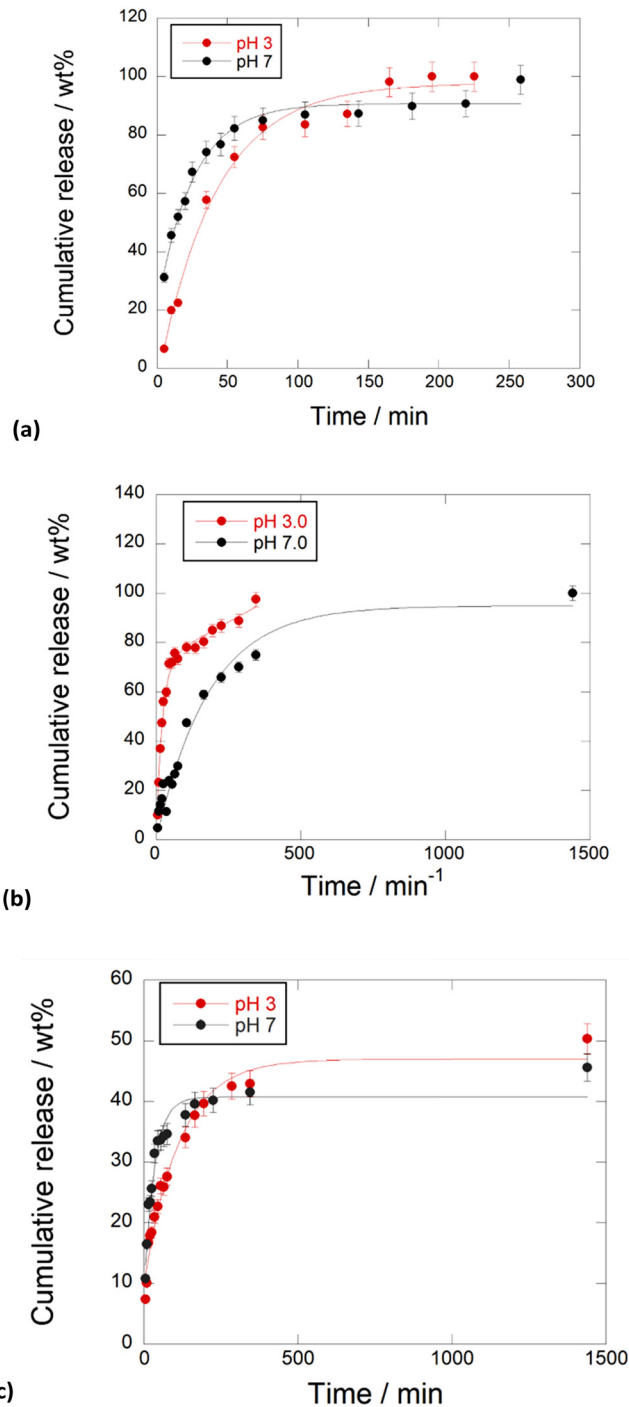 120
pH 3
pH 7
100
80
60
40
20
0
Cumulative release / wt%
0 50 100 150 200 250 300
Time / min
(a)
140
pH 3.0
pH 7.0
120
100
80
60
40
20
0
Cumulative release / wt%
0 500 1000 1500
Time / min-1
(b)
60
pH 3
pH 7
50
40
30
20
10
0
Cumulative release / wt%
0 500 1000 1500
Time / min
c)